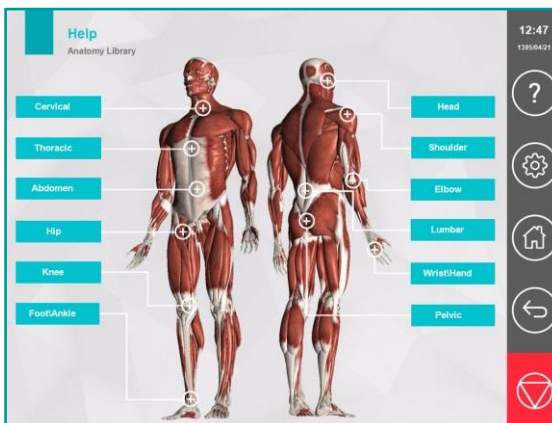 Help
Anatomy Library
12:47
1395/04/21
Cervical
Thoracic
Abdomen
Hip
Knee
Foot\Ankle
Head
Shoulder
Elbow
Lumbar
Wrist\Hand
Pelvic
?